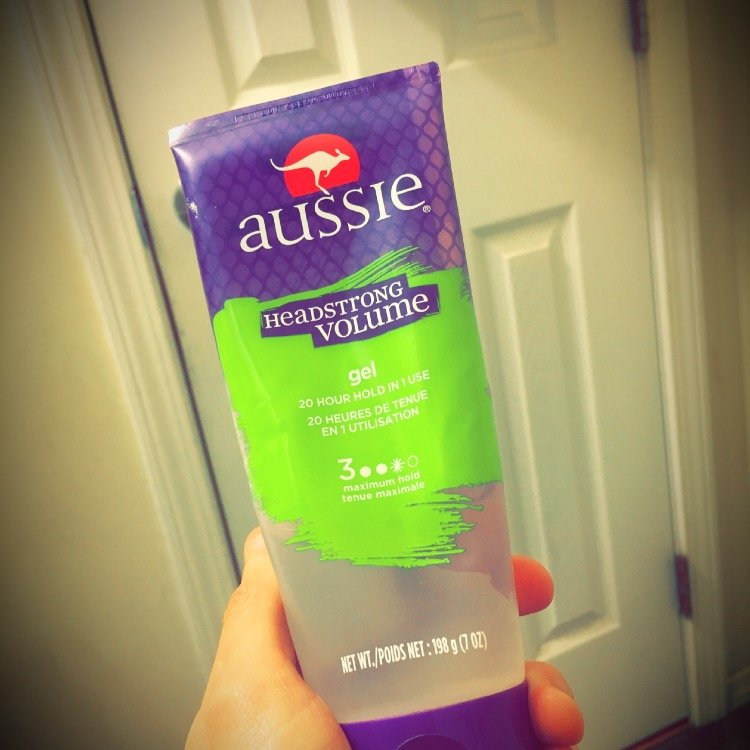 aussie®
HeaDSTRONG
VOLume
gel
20 HOUR HOLD IN 1 USE
20 HEURES DE TENUE
EN 1 UTILISATION
3
maximum hold
tenue maximale
NET WT./POIDS NET : 198 g (7 OZ)